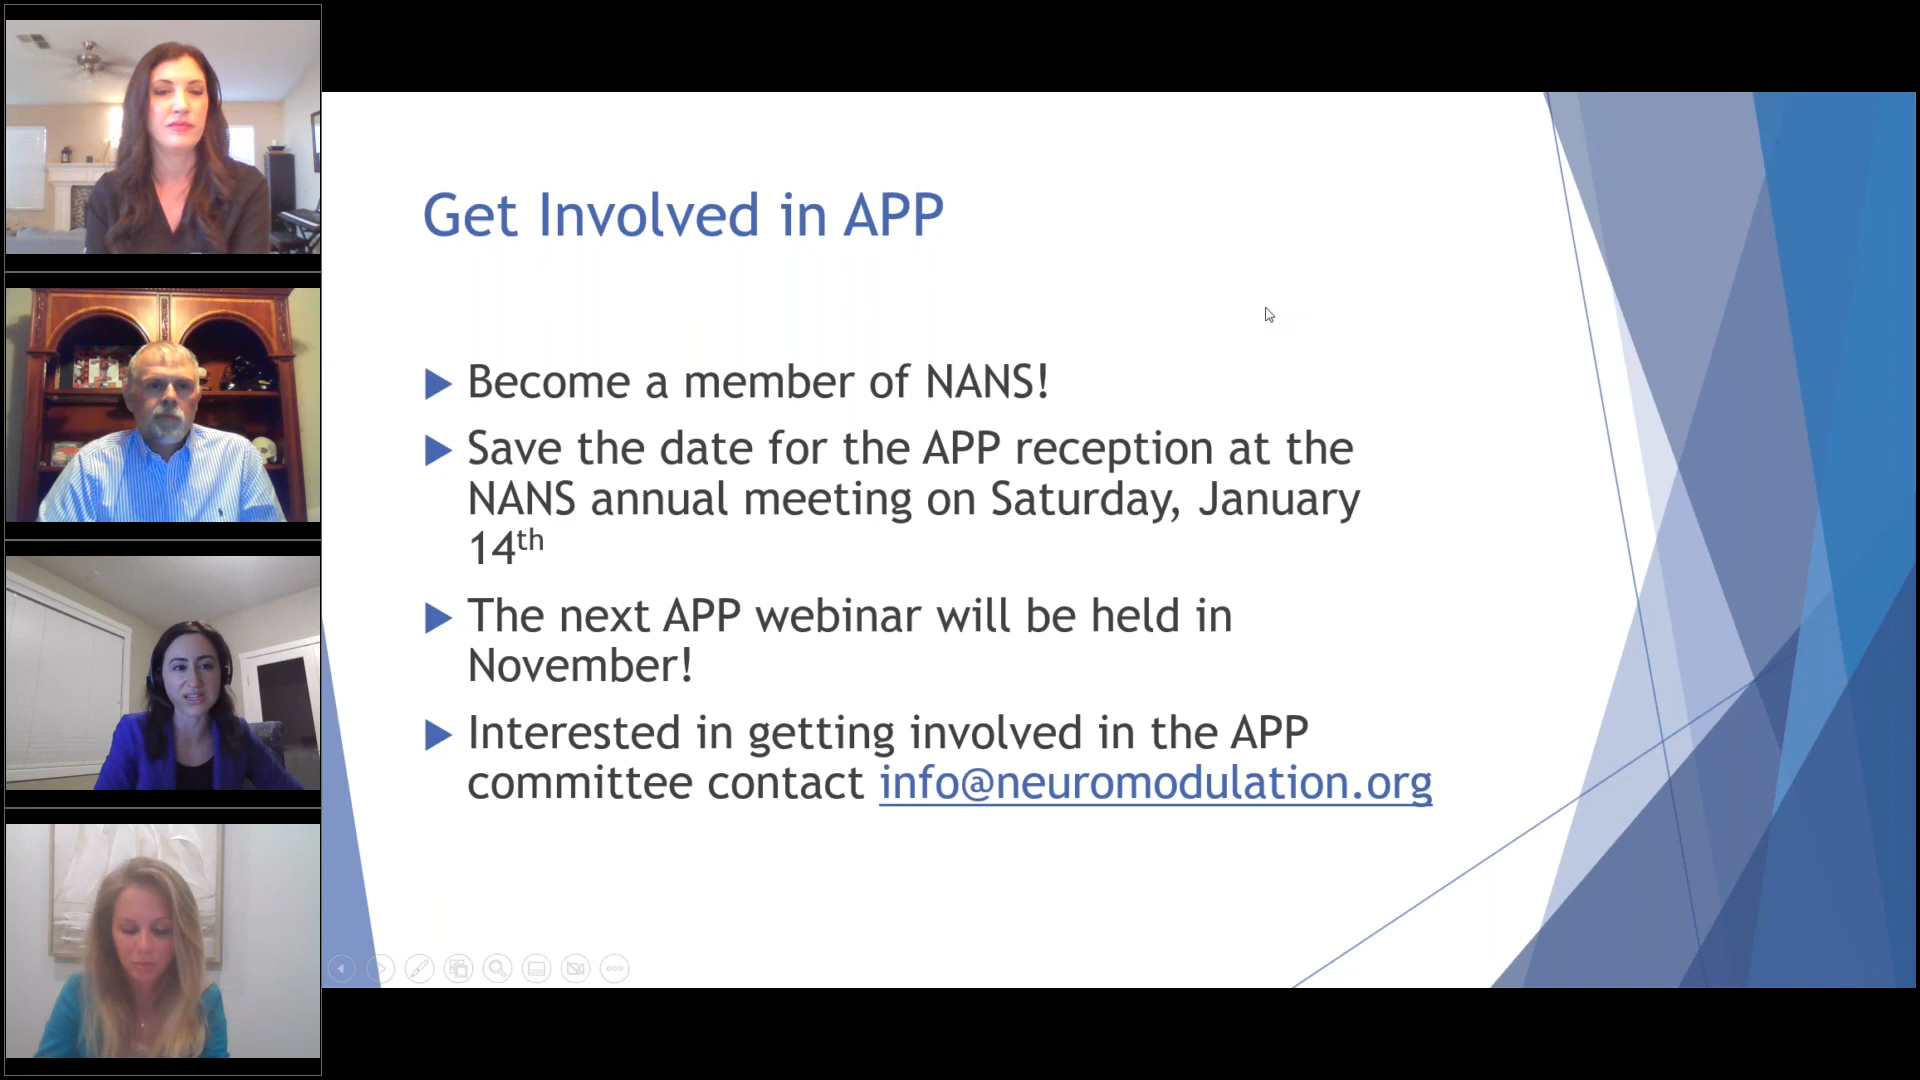 Get Involved in APP
Become a member of NANS!
Save the date for the APP reception at the
NANS annual meeting on Saturday, January
14th
The next APP webinar will be held in
November!
Interested in getting involved in the APP
committee contact info@neuromodulation.org